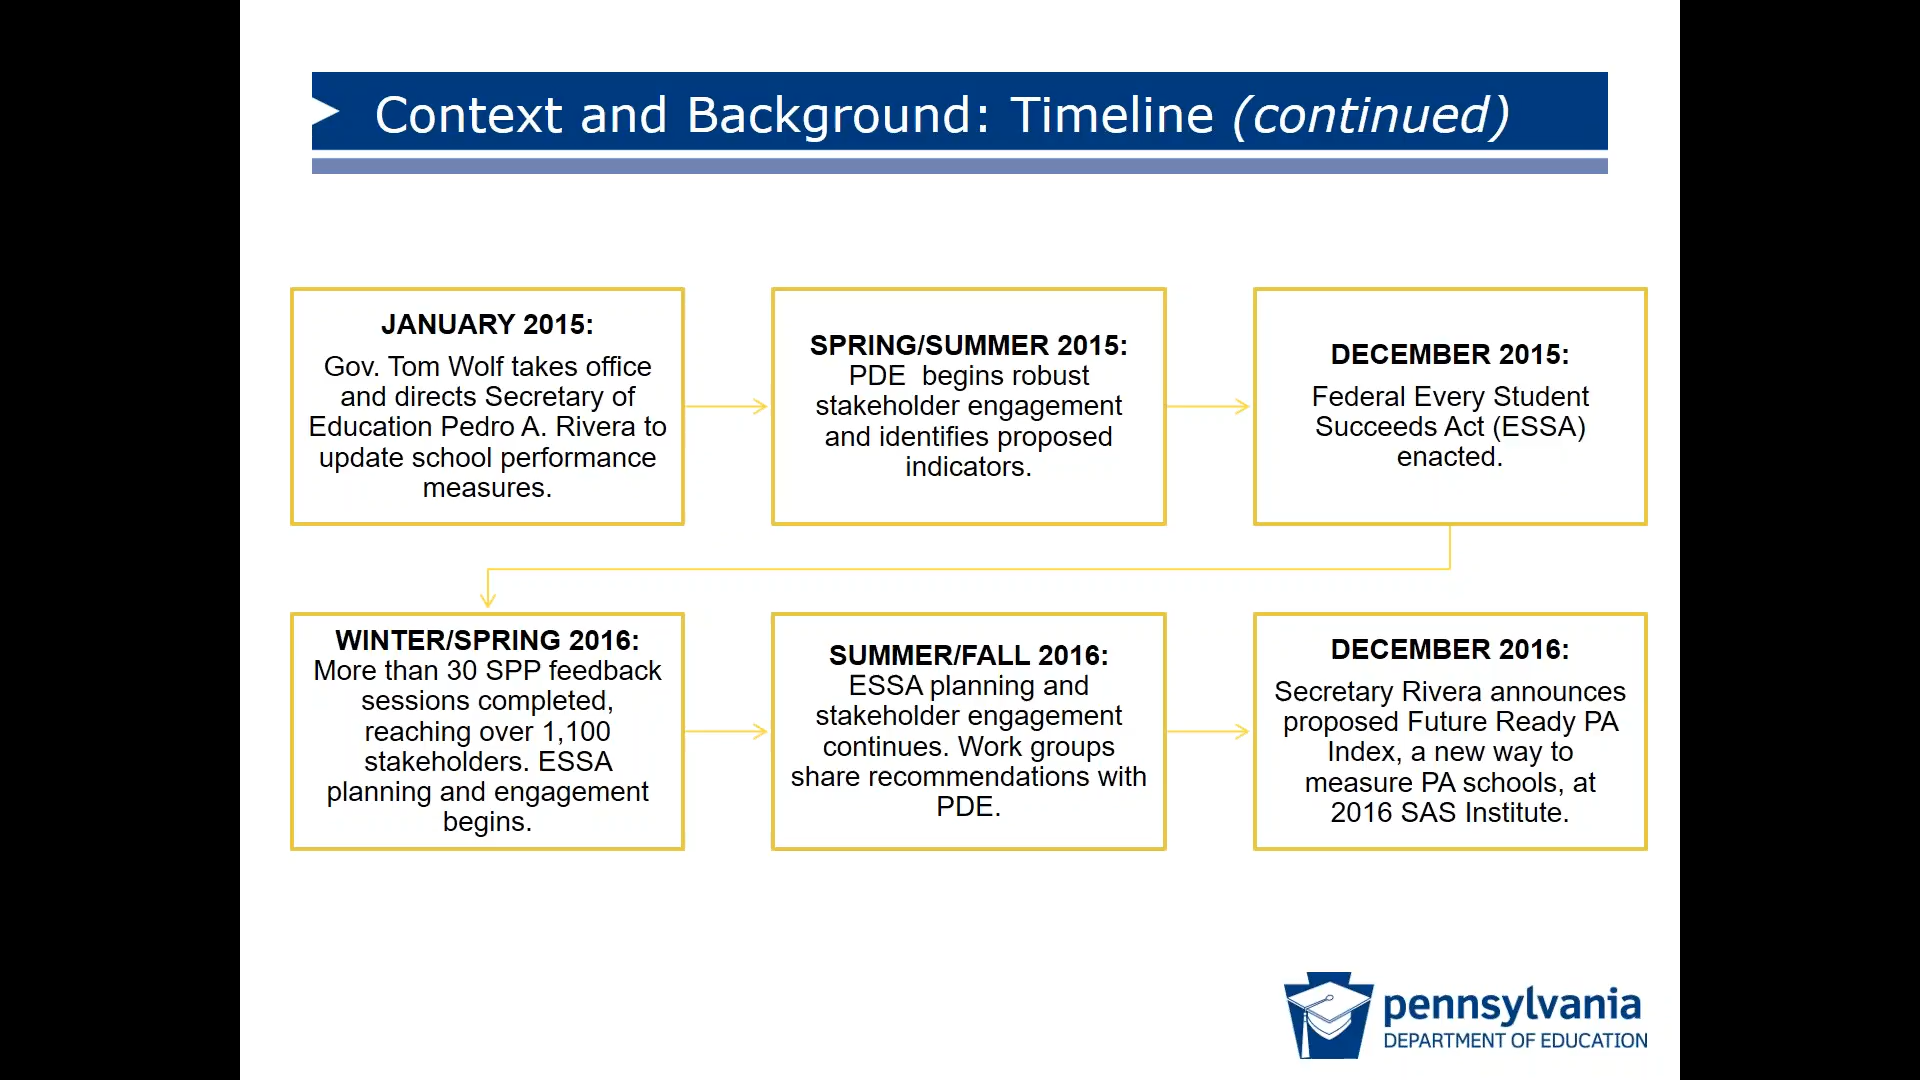 Context and Background: Timeline (continued)
JANUARY 2015:
Gov. Tom Wolf takes office
and directs Secretary of
Education Pedro A. Rivera to
update school performance
measures.
SPRING/SUMMER 2015:
PDE  begins robust
stakeholder engagement
and identifies proposed
indicators.
DECEMBER 2015:
Federal Every Student
Succeeds Act (ESSA)
enacted.
WINTER/SPRING 2016:
More than 30 SPP feedback
sessions completed,
reaching over 1,100
stakeholders. ESSA
planning and engagement
begins.
SUMMER/FALL 2016:
ESSA planning and
stakeholder engagement
continues. Work groups
share recommendations with
PDE.
DECEMBER 2016:
Secretary Rivera announces
proposed Future Ready PA
Index, a new way to
measure PA schools, at
2016 SAS Institute.
pennsylvania
DEPARTMENT OF EDUCATION